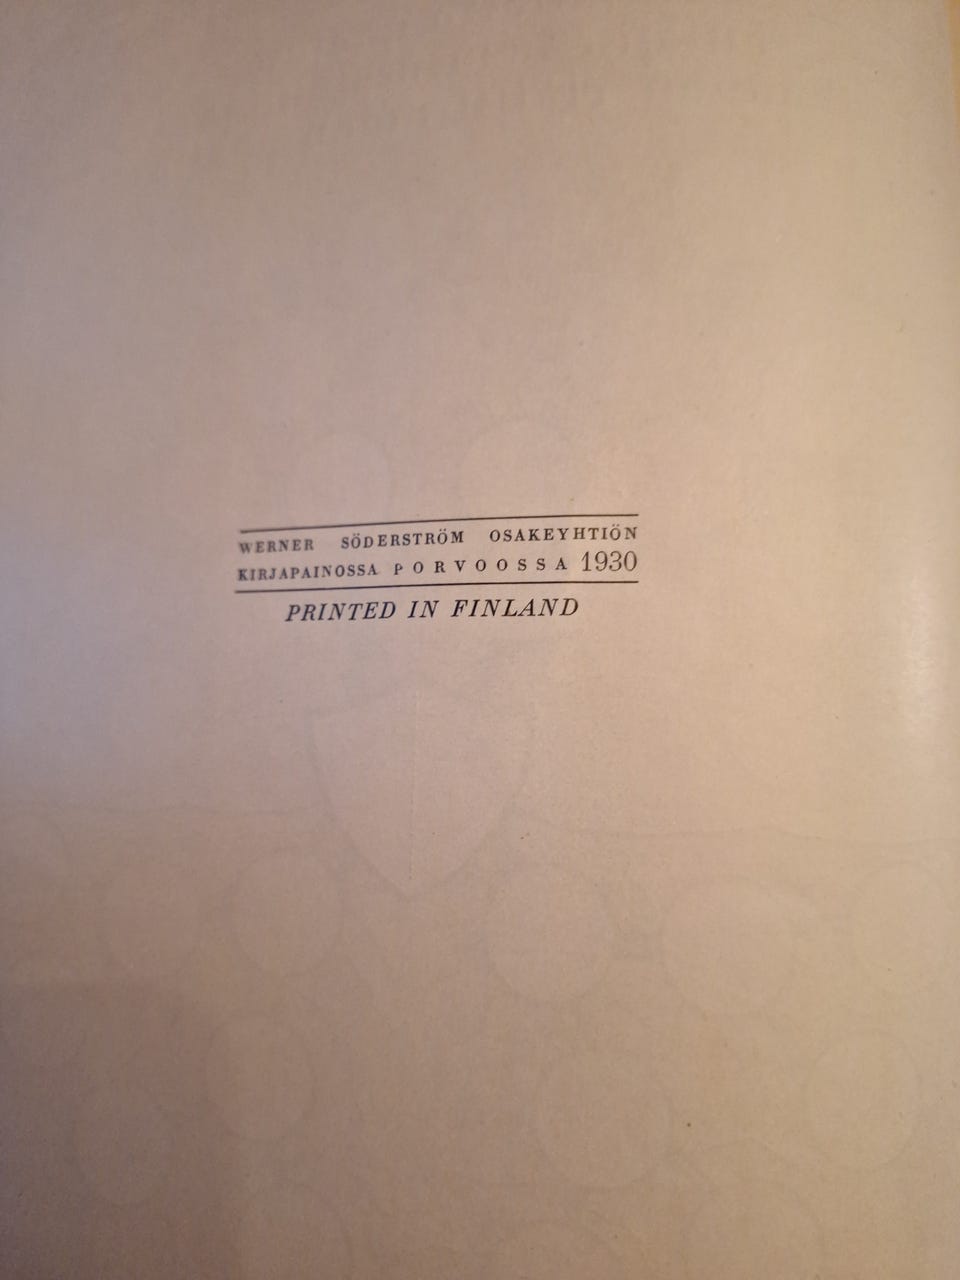 WERNER SÖDERSTRÖM OSAKEYHTIÖN
KIRJAPAINOSSA PORVOOSSA 1930
PRINTED IN FINLAND